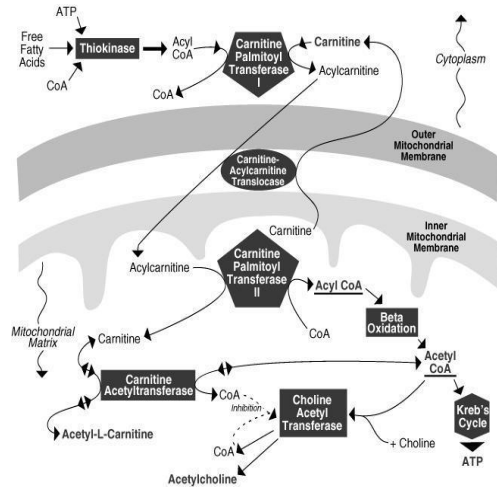 ATP
Free
Fatty
Acids
Thiokinase
CoA
Acyl
CoA
CoA
Carnitine
Palmitoyl
Transferase
I
Carnitine
Acylcarnitine
Cytoplasm
Outer
Mitochondrial
Membrane
Carnitine-
Acylcarnitine
Translocase
Inner
Mitochondrial
Membrane
Carnitine
Acylcarnitine
Carnitine
Palmitoyl
Transferase
II
Acyl CoA
CoA
Beta
Oxidation
Mitochondrial
Matrix
Carnitine
Acetyl
CoA
Carnitine
Acetyltransferase
CoA
Inhibition
Choline
Acetyl
Transferase
Kreb's
Cycle
Acetyl-L-Carnitine
CoA
+ Choline
ATP
Acetylcholine